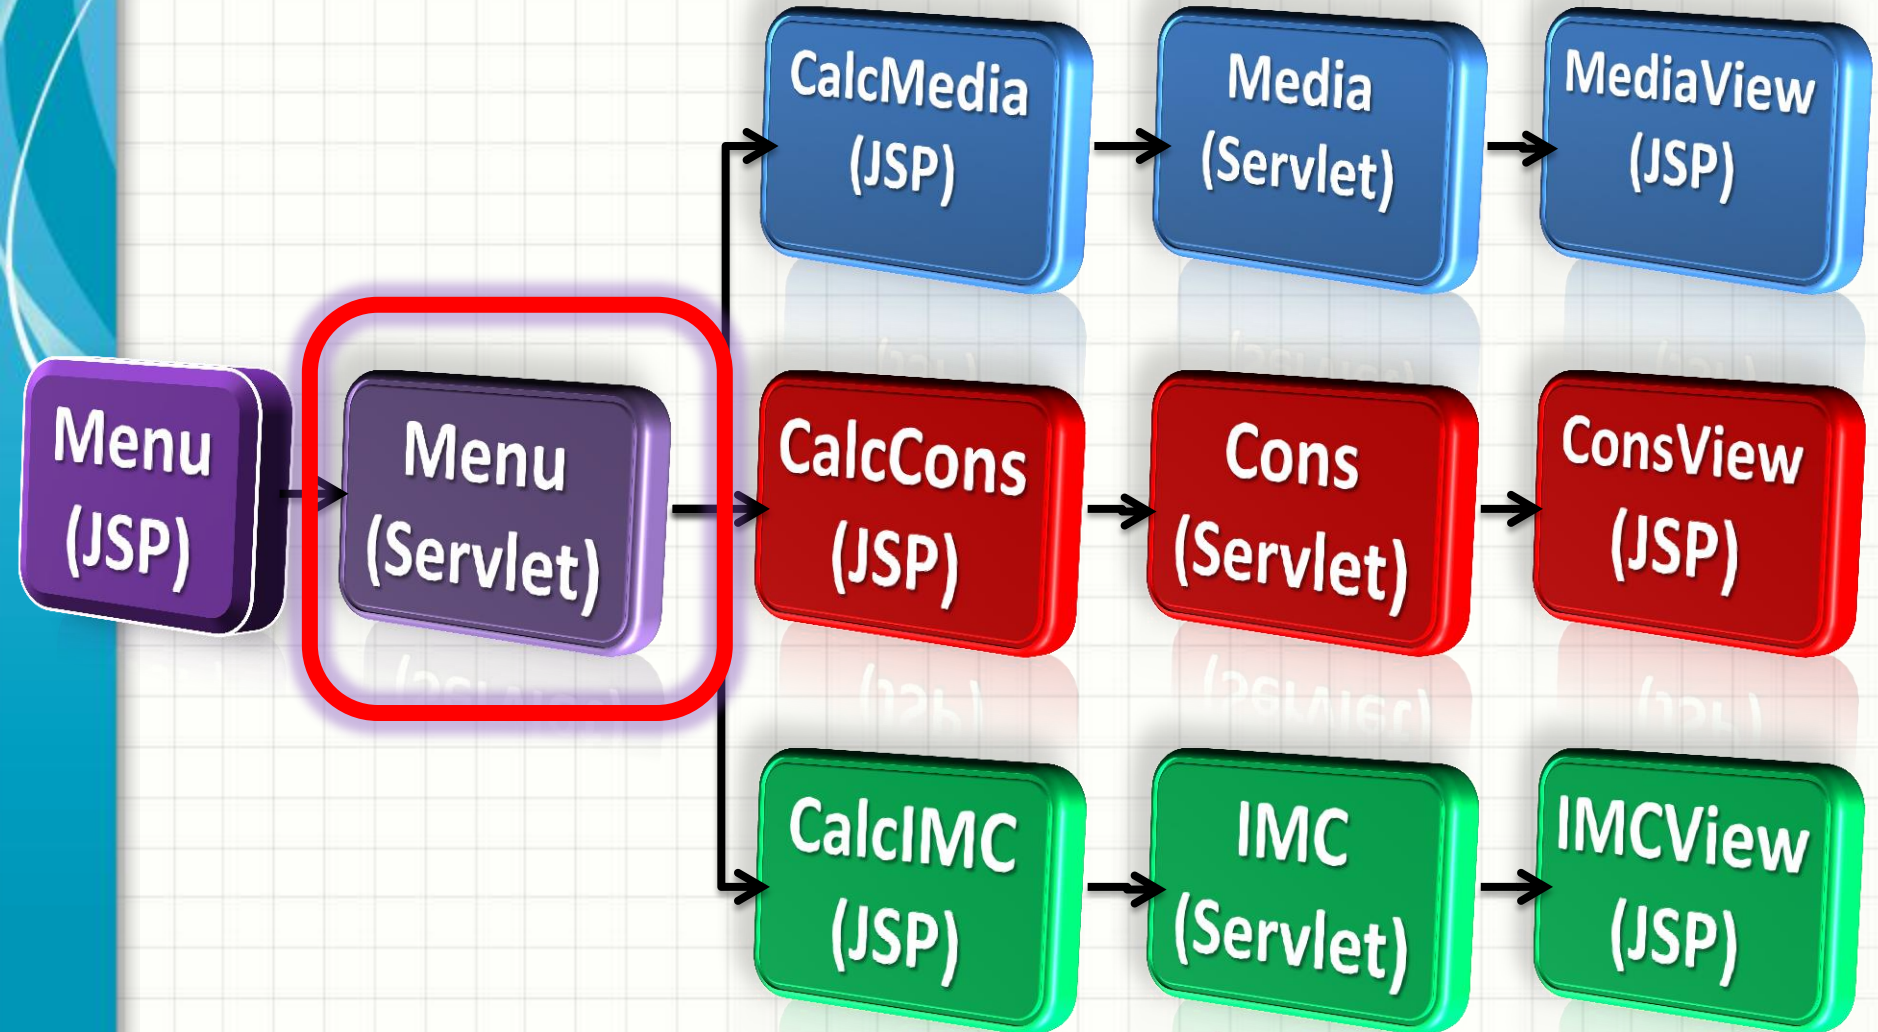 CalcMedia
(JSP)
Media
(Servlet)
MediaView
(JSP)
Menu
(JSP)
Menu
(Servlet)
CalcCons
(JSP)
Cons
(Servlet)
ConsView
(JSP)
CalcIMC
(JSP)
IMC
(Servlet)
IMCView
(JSP)